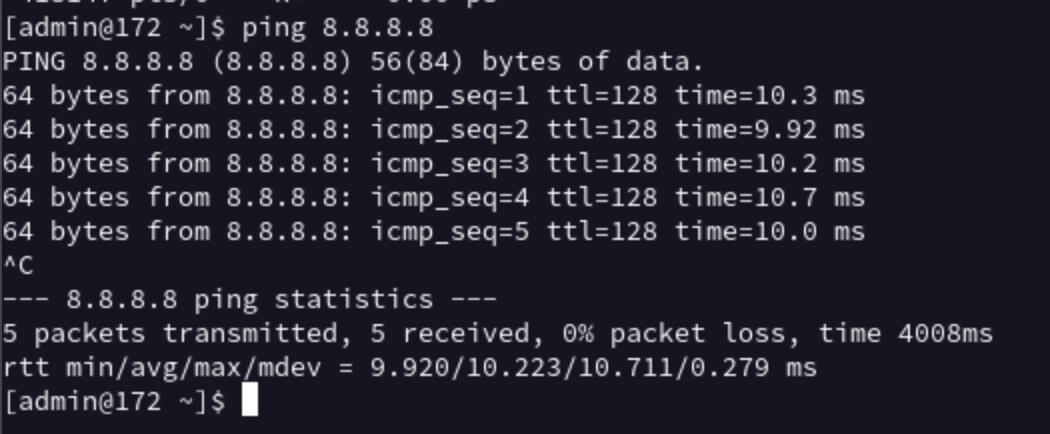 [admin@172 ~]$ ping 8.8.8.8
PING 8.8.8.8 (8.8.8.8) 56(84) bytes of data.
64 bytes from 8.8.8.8: icmp_seq=1 ttl=128 time=10.3 ms
64 bytes from 8.8.8.8: icmp_seq=2 ttl=128 time=9.92 ms
64 bytes from 8.8.8.8: icmp_seq=3 ttl=128 time=10.2 ms
64 bytes from 8.8.8.8: icmp_seq=4 ttl=128 time=10.7 ms
64 bytes from 8.8.8.8: icmp_seq=5 ttl=128 time=10.0 ms
^C
--- 8.8.8.8 ping statistics ---
5 packets transmitted, 5 received, 0% packet loss, time 4008ms
rtt min/avg/max/mdev = 9.920/10.223/10.711/0.279 ms
[admin@172 ~]$